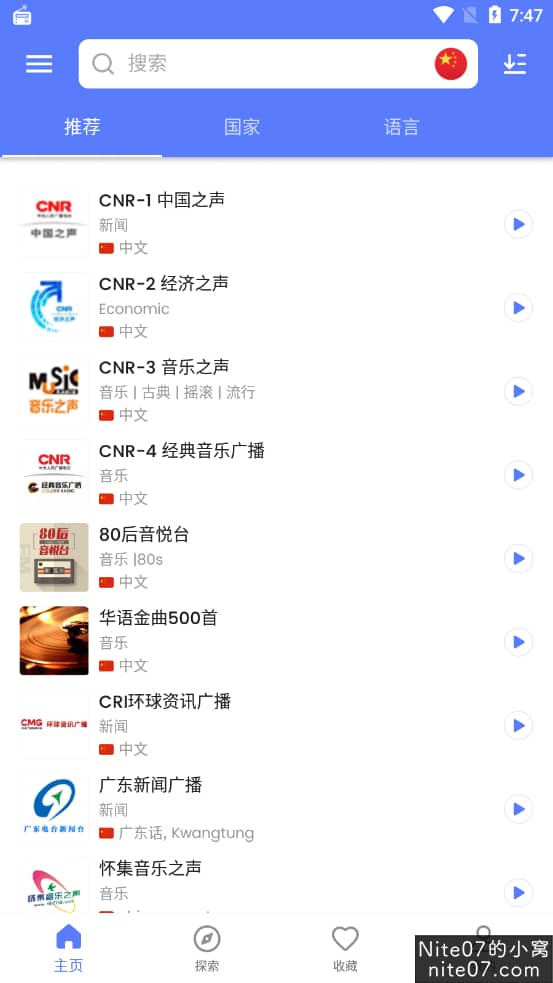 7:47
搜索
推荐
国家
语言
CNR
中国之声
CNR-1 中国之声
新闻
中文
CNR
经济之声
CNR-2 经济之声
Economic
中文
MUSIC
音乐之声
CNR-3 音乐之声
音乐 | 古典 | 摇滚 | 流行
中文
CNR
经典音乐广播
CNR-4 经典音乐广播
音乐
中文
80后
音悦台
80后音悦台
音乐 |80s
中文
华语金曲500首
音乐
中文
CMG 环球资讯广播
CRI环球资讯广播
新闻
中文
广东电台新闻台
广东新闻广播
新闻
广东话, Kwangtung
怀集音乐之声
怀集音乐之声
音乐
主页
探索
收藏
Nite07的小窝
nite07.com